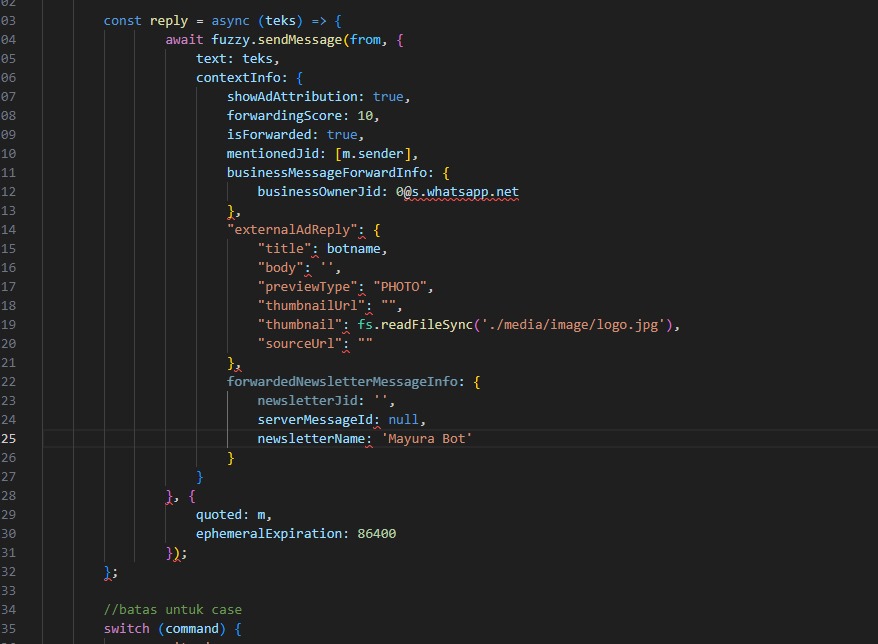 02
03 const reply = async (teks) => {
04 await fuzzy.sendMessage(from, {
05 text: teks,
06 contextInfo: {
07 showAdAttribution: true,
08 forwardingScore: 10,
09 isForwarded: true,
10 mentionedJid: [m.sender],
11 businessMessageForwardInfo: {
12 businessOwnerJid: 0@s.whatsapp.net
13 },
14 "externalAdReply": {
15 "title": botname,
16 "body": '',
17 "previewType": "PHOTO",
18 "thumbnailUrl": "",
19 "thumbnail": fs.readFileSync('./media/image/logo.jpg'),
20 "sourceUrl": ""
21 },
22 forwardedNewsletterMessageInfo: {
23 newsletterJid: '',
24 serverMessageId: null,
25 newsletterName: 'Mayura Bot'
26 }
27 }
28 }, {
29 quoted: m,
30 ephemeralExpiration: 86400
31 });
32 };
33
34 //batas untuk case
35 switch (command) {